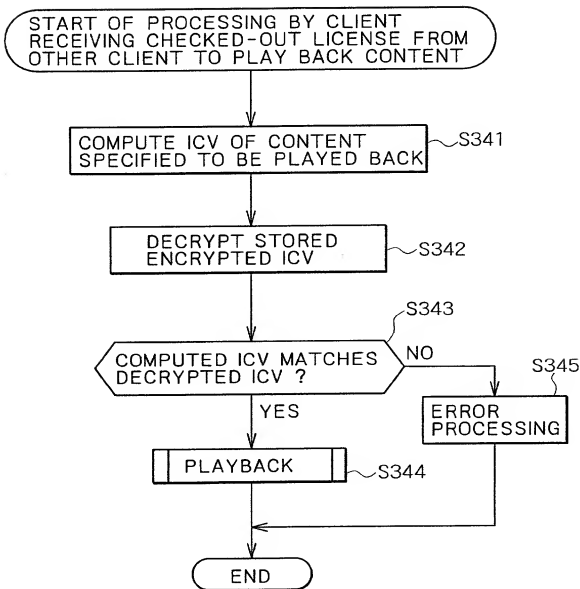 START OF PROCESSING BY CLIENT
RECEIVING CHECKED-OUT LICENSE FROM
OTHER CLIENT TO PLAY BACK CONTENT
COMPUTE ICV OF CONTENT
SPECIFIED TO BE PLAYED BACK
S341
DECRYPT STORED
ENCRYPTED ICV
S342
S343
COMPUTED ICV MATCHES
DECRYPTED ICV ?
NO
S345
YES
ERROR
PROCESSING
PLAYBACK
S344
END